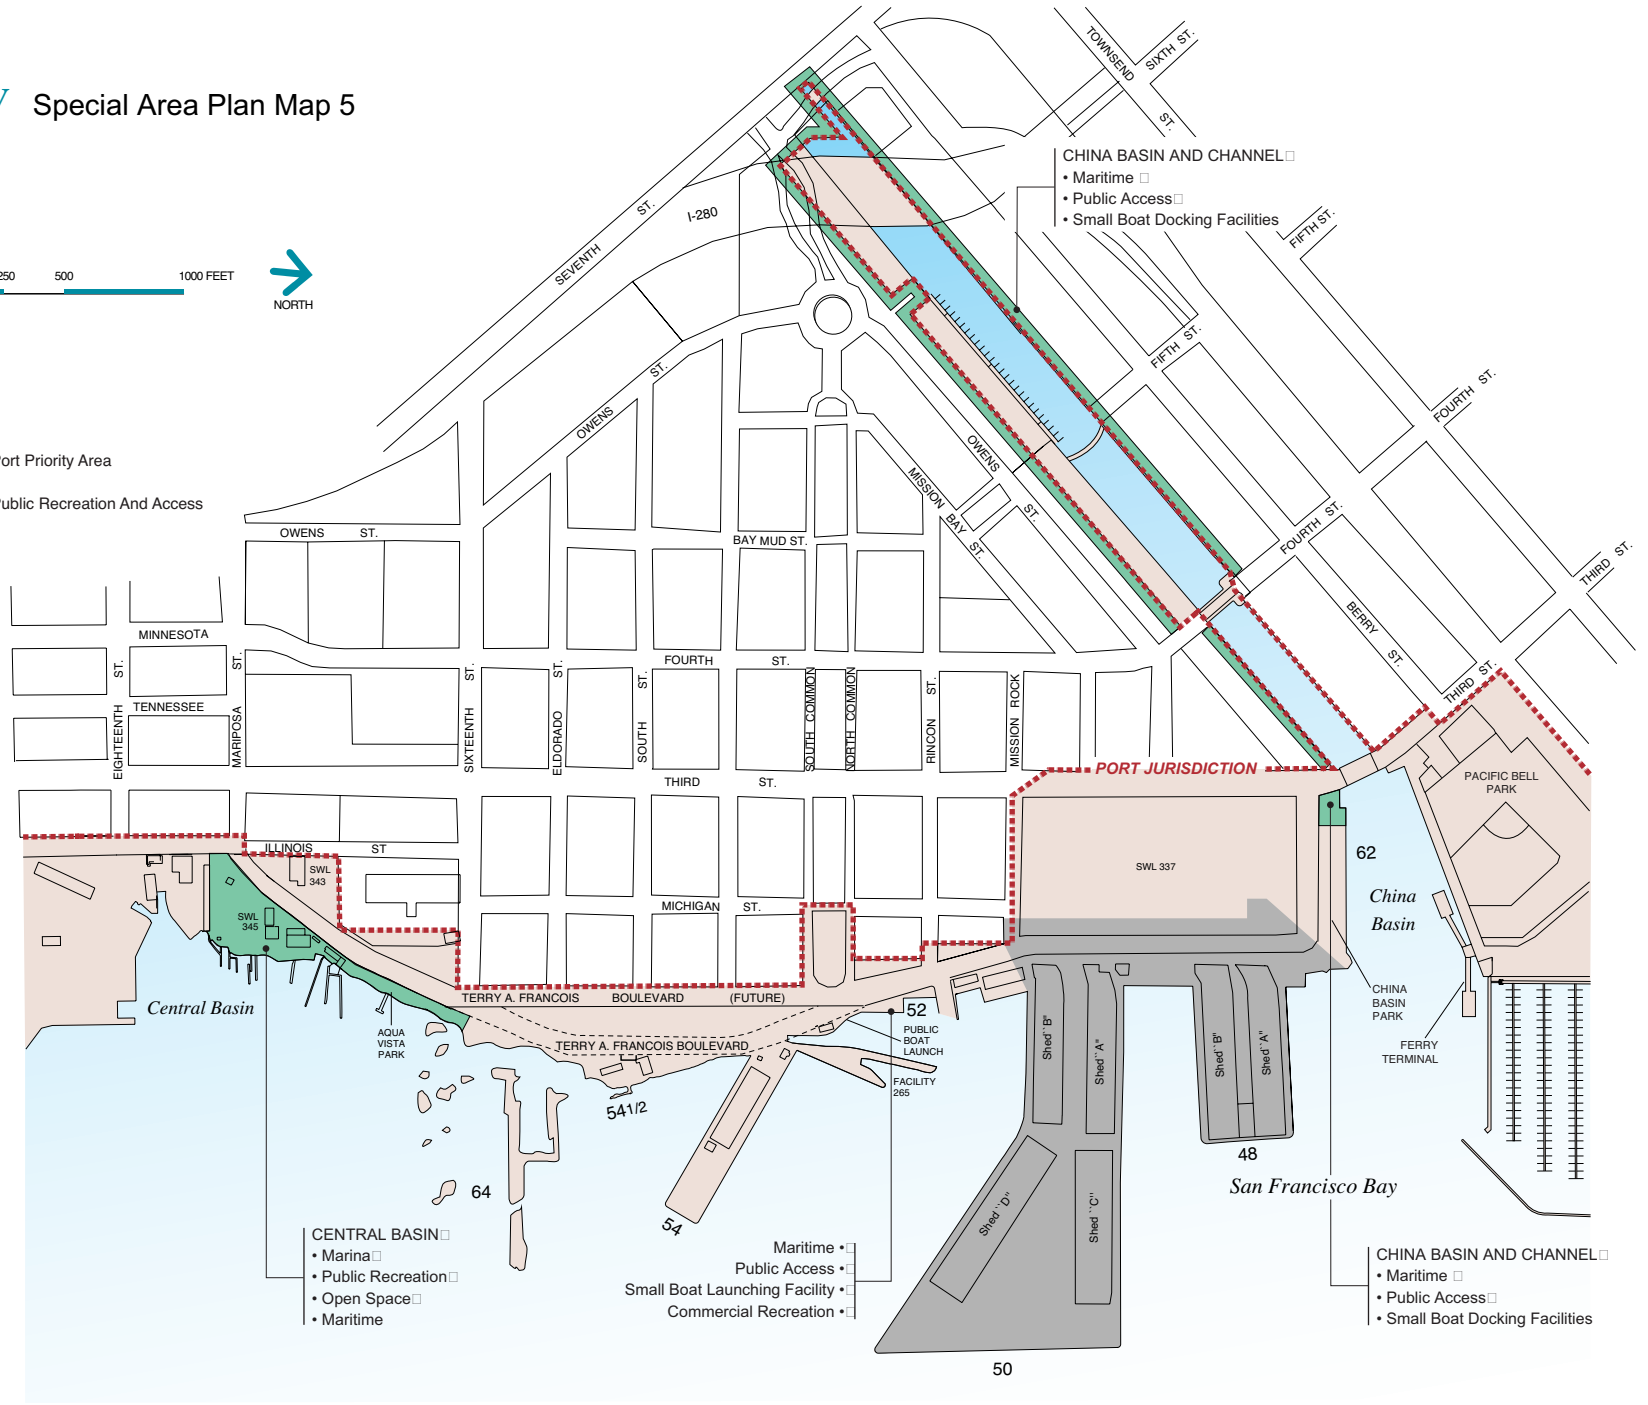 Special Area Plan Map 5
250 500 1000 FEET
NORTH
Port Priority Area
Public Recreation And Access
TOWNSEND ST.
SIXTH ST.
CHINA BASIN AND CHANNEL
• Maritime
• Public Access
• Small Boat Docking Facilities
FIFTH ST.
FIFTH ST.
FOURTH ST.
FOURTH ST.
THIRD ST.
THIRD ST.
BERRY ST.
SEVENTH ST.
I-280
OWENS ST.
OWENS ST.
OWENS ST.
MISSION BAY ST.
BAY MUD ST.
MINNESOTA
TENNESSEE
FOURTH ST.
THIRD ST.
EIGHTEENTH ST.
MARIPOSA ST.
SIXTEENTH ST.
ELDORADO ST.
SOUTH ST.
SOUTH COMMON
NORTH COMMON
RINCON ST.
MISSION ROCK
PORT JURISDICTION
PACIFIC BELL
PARK
ILLINOIS ST
SWL
343
SWL
345
MICHIGAN ST.
SWL 337
62
China
Basin
CHINA
BASIN
PARK
FERRY
TERMINAL
Central Basin
AQUA
VISTA
PARK
TERRY A. FRANCOIS BOULEVARD (FUTURE)
TERRY A. FRANCOIS BOULEVARD
52
PUBLIC
BOAT
LAUNCH
FACILITY
265
54 1/2
54
64
Shed "B"
Shed "A"
Shed "B"
Shed "A"
Shed "D"
Shed "C"
48
50
San Francisco Bay
CENTRAL BASIN
• Marina
• Public Recreation
• Open Space
• Maritime
Maritime •
Public Access •
Small Boat Launching Facility •
Commercial Recreation •
CHINA BASIN AND CHANNEL
• Maritime
• Public Access
• Small Boat Docking Facilities